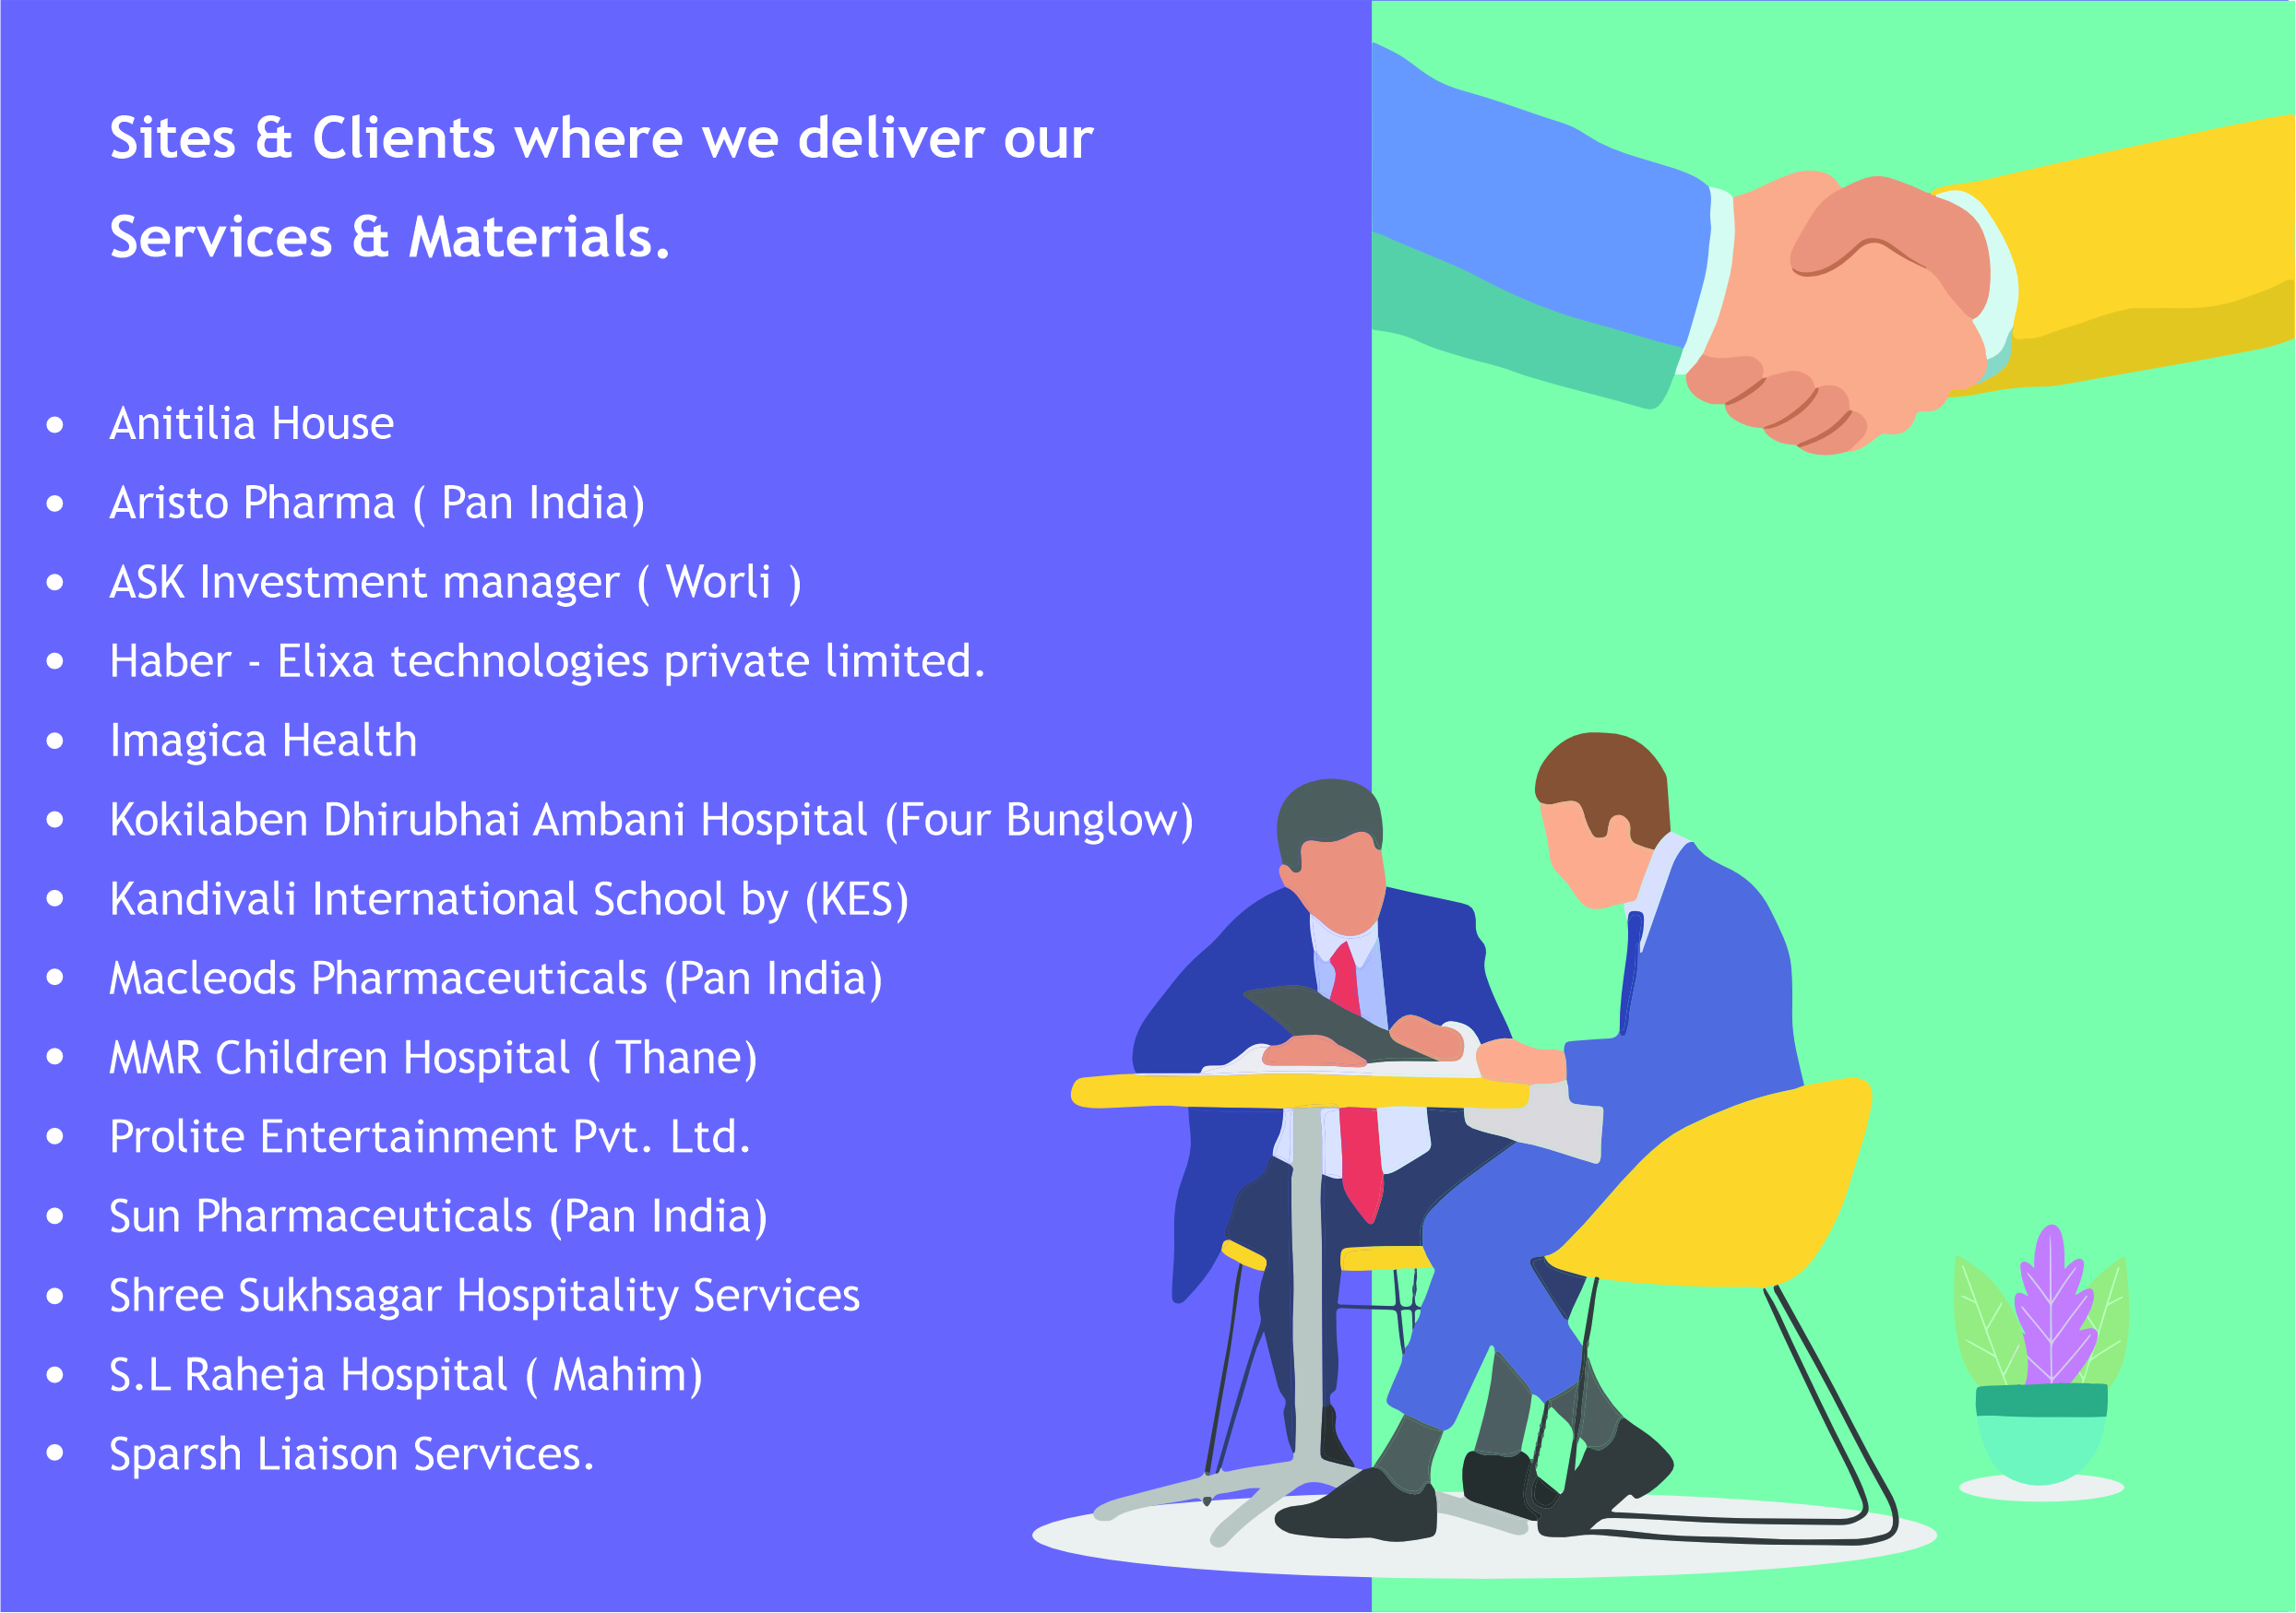 Sites & Clients where we deliver our
Services & Materials.
• Anitilia House
• Aristo Pharma ( Pan India)
• ASK Investment manager ( Worli )
• Haber - Elixa technologies private limited.
• Imagica Health
• Kokilaben Dhirubhai Ambani Hospital (Four Bunglow)
• Kandivali International School by (KES)
• Macleods Pharmaceuticals (Pan India)
• MMR Children Hospital ( Thane)
• Prolite Entertainment Pvt. Ltd.
• Sun Pharmaceuticals (Pan India)
• Shree Sukhsagar Hospitality Services
• S.L Raheja Hospital ( Mahim)
• Sparsh Liaison Services.